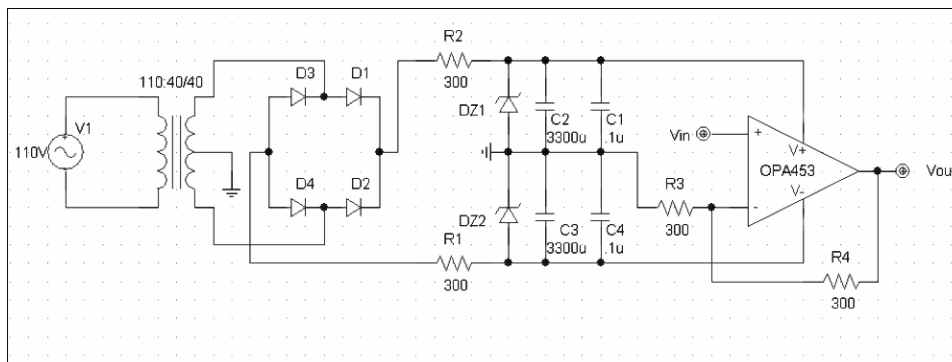 110:40/40
V1
110V
D3
D1
D4
D2
R2
300
R1
300
DZ1
DZ2
C2
3300u
C1
.1u
C3
3300u
C4
.1u
Vin
R3
300
+
-
V+
OPA453
V-
R4
300
Vou